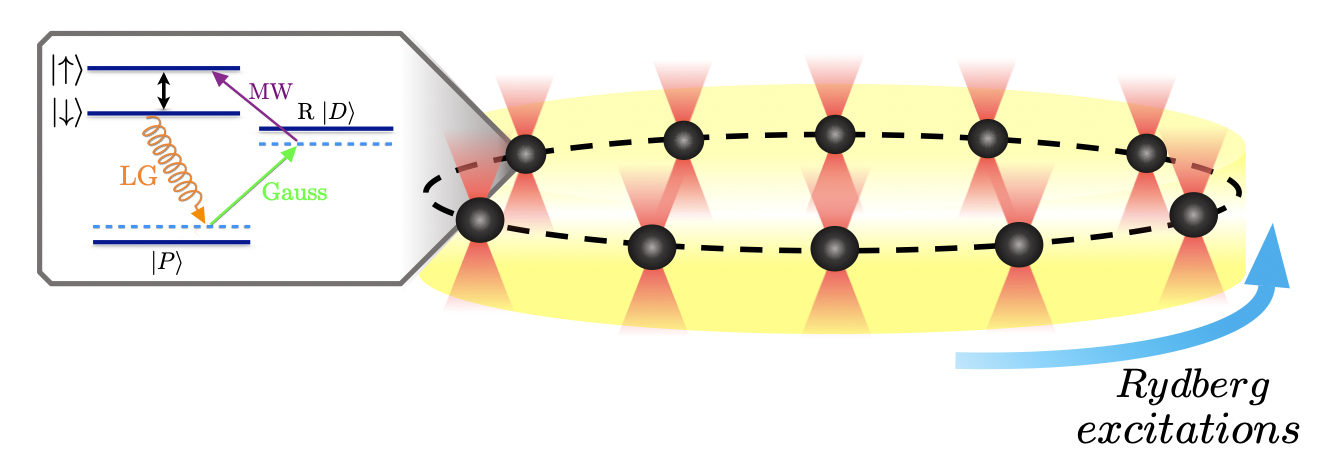 |↑⟩
|↓⟩
MW
R |D⟩
LG
Gauss
|P⟩
Rydberg
excitations